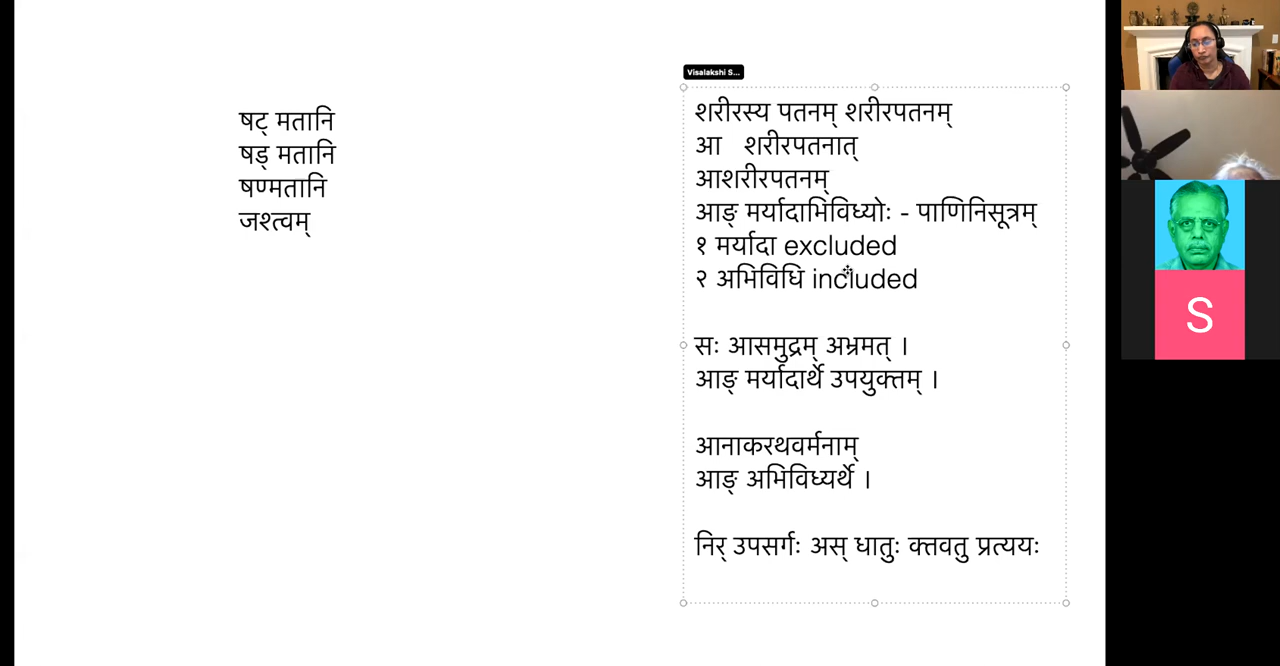 षट् मतानि
षड् मतानि
षण्मतानि
जश्त्वम्
Visalakshi S...
शरीरस्य पतनम् शरीरपतनम्
आ शरीरपतनात्
आशरीरपतनम्
आङ् मर्यादाभिविध्योः - पाणिनिसूत्रम्
१ मर्यादा excluded
२ अभिविधि included
सः आसमुद्रम् अभ्रमत् ।
आङ् मर्यादार्थे उपयुक्तम् ।
आनाकरथवर्मनाम्
आङ् अभिविध्यर्थे ।
निर् उपसर्गः अस् धातुः क्तवतु प्रत्ययः
S